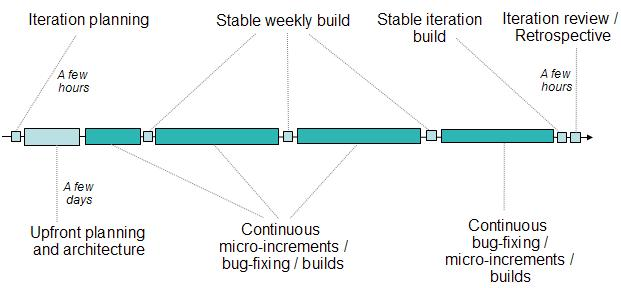 Iteration planning
Stable weekly build
Stable iteration
build
Iteration review /
Retrospective
A few
hours
A few
hours
A few
days
Upfront planning
and architecture
Continuous
micro-increments /
bug-fixing / builds
Continuous
bug-fixing /
micro-increments /
builds